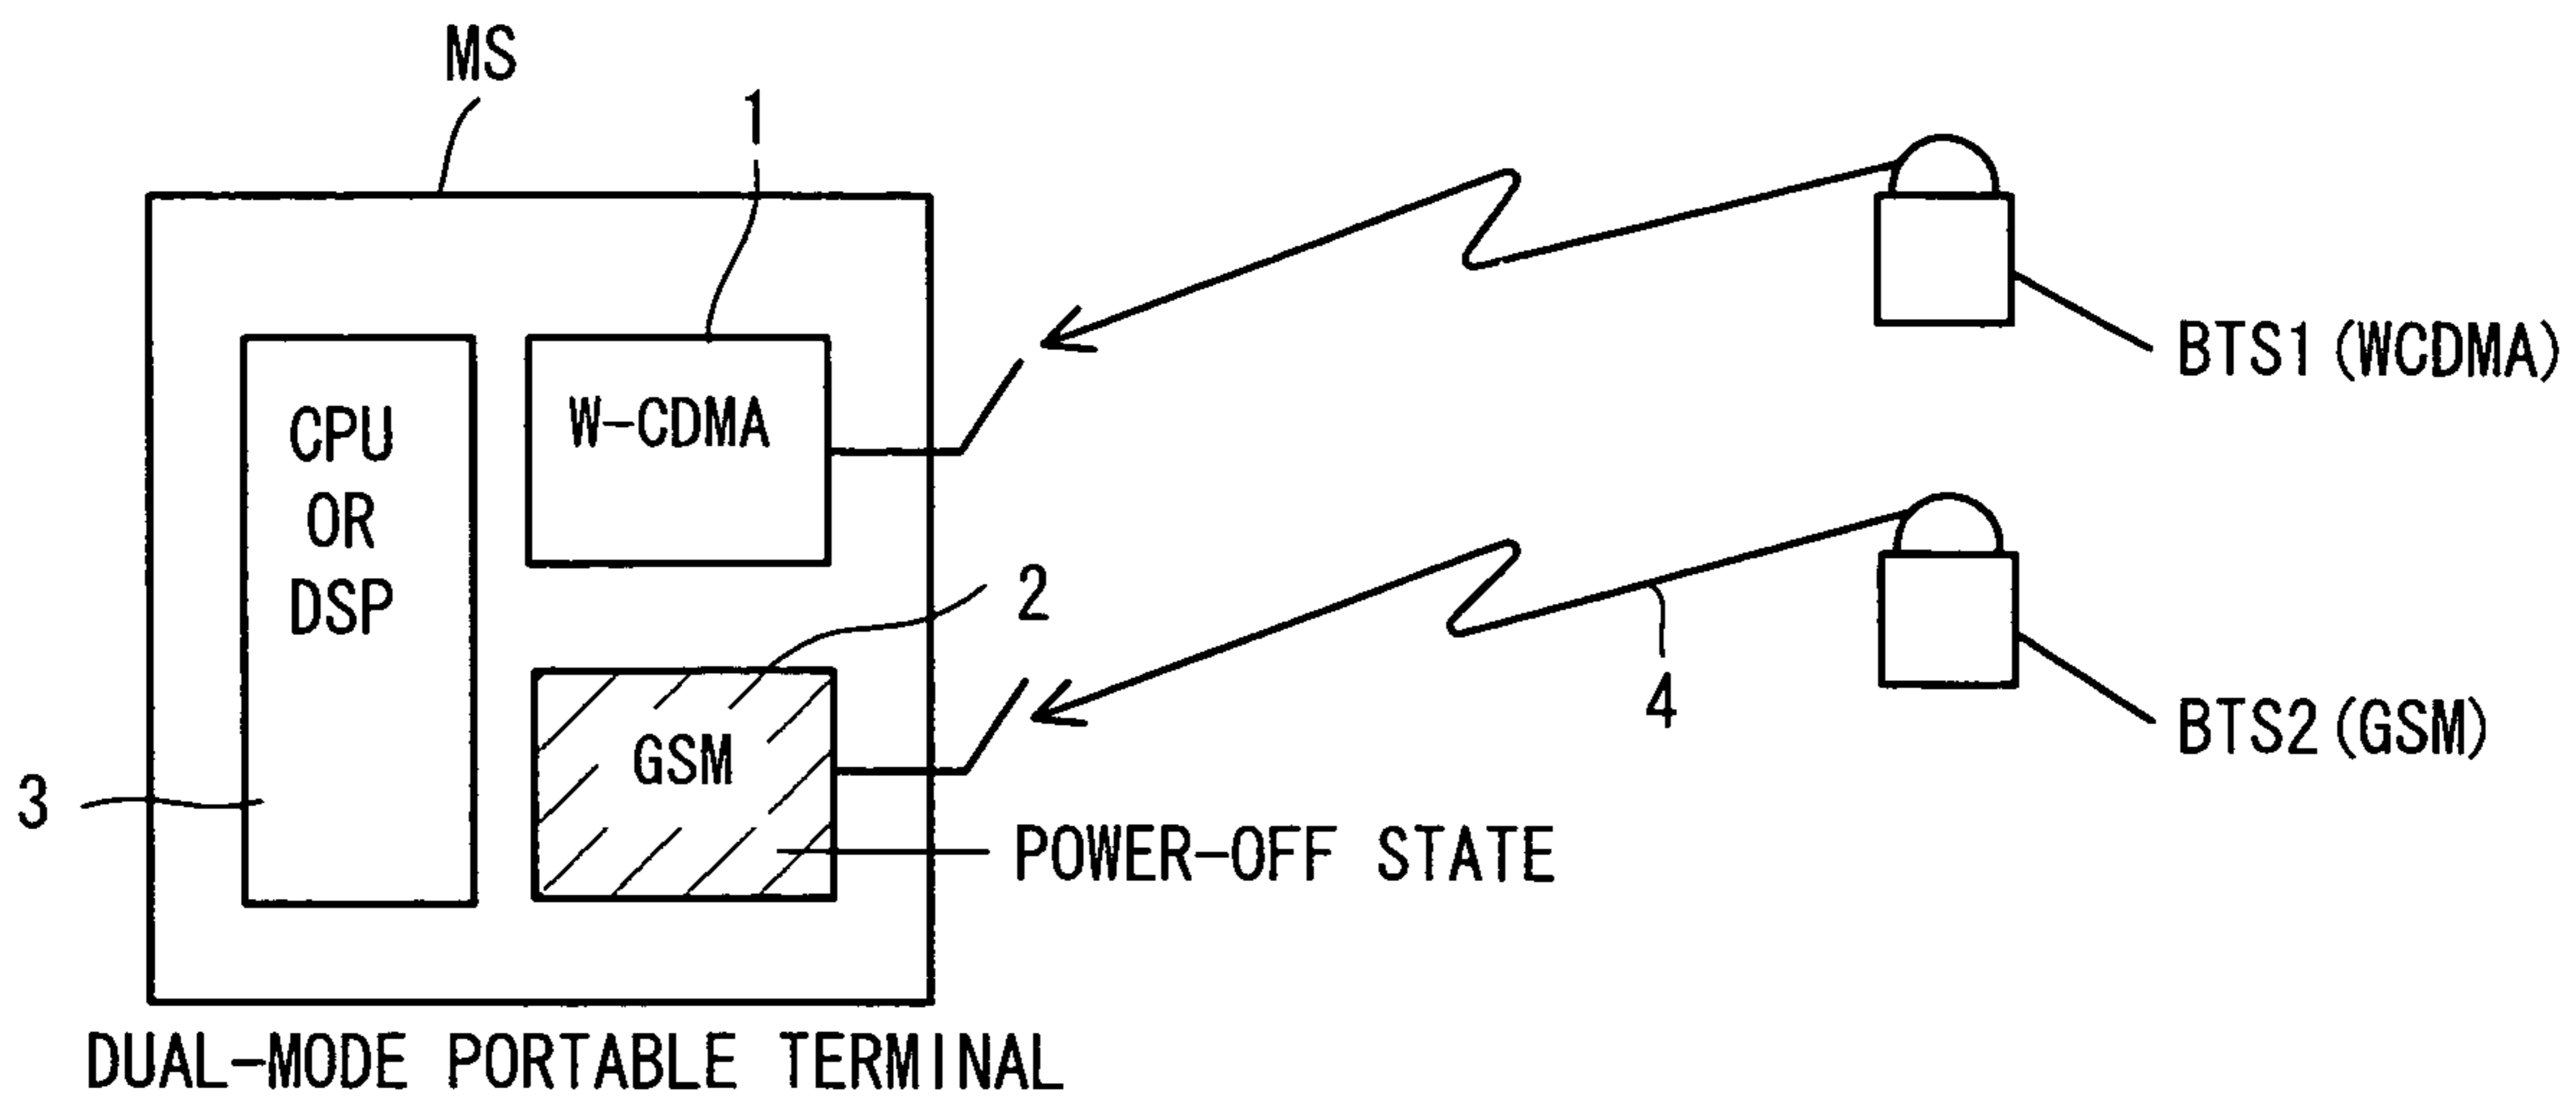 MS
1
BTS1(WCDMA)
CPU
OR
DSP
W-CDMA
2
GSM
4
BTS2(GSM)
3
POWER-OFF STATE
DUAL-MODE PORTABLE TERMINAL